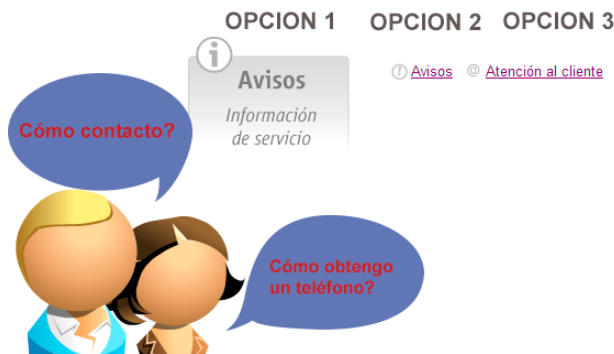 OPCION 1 OPCION 2 OPCION 3
i
Avisos
Información
de servicio
! Avisos @ Atención al cliente
Cómo contacto?
Cómo obtengo
un teléfono?